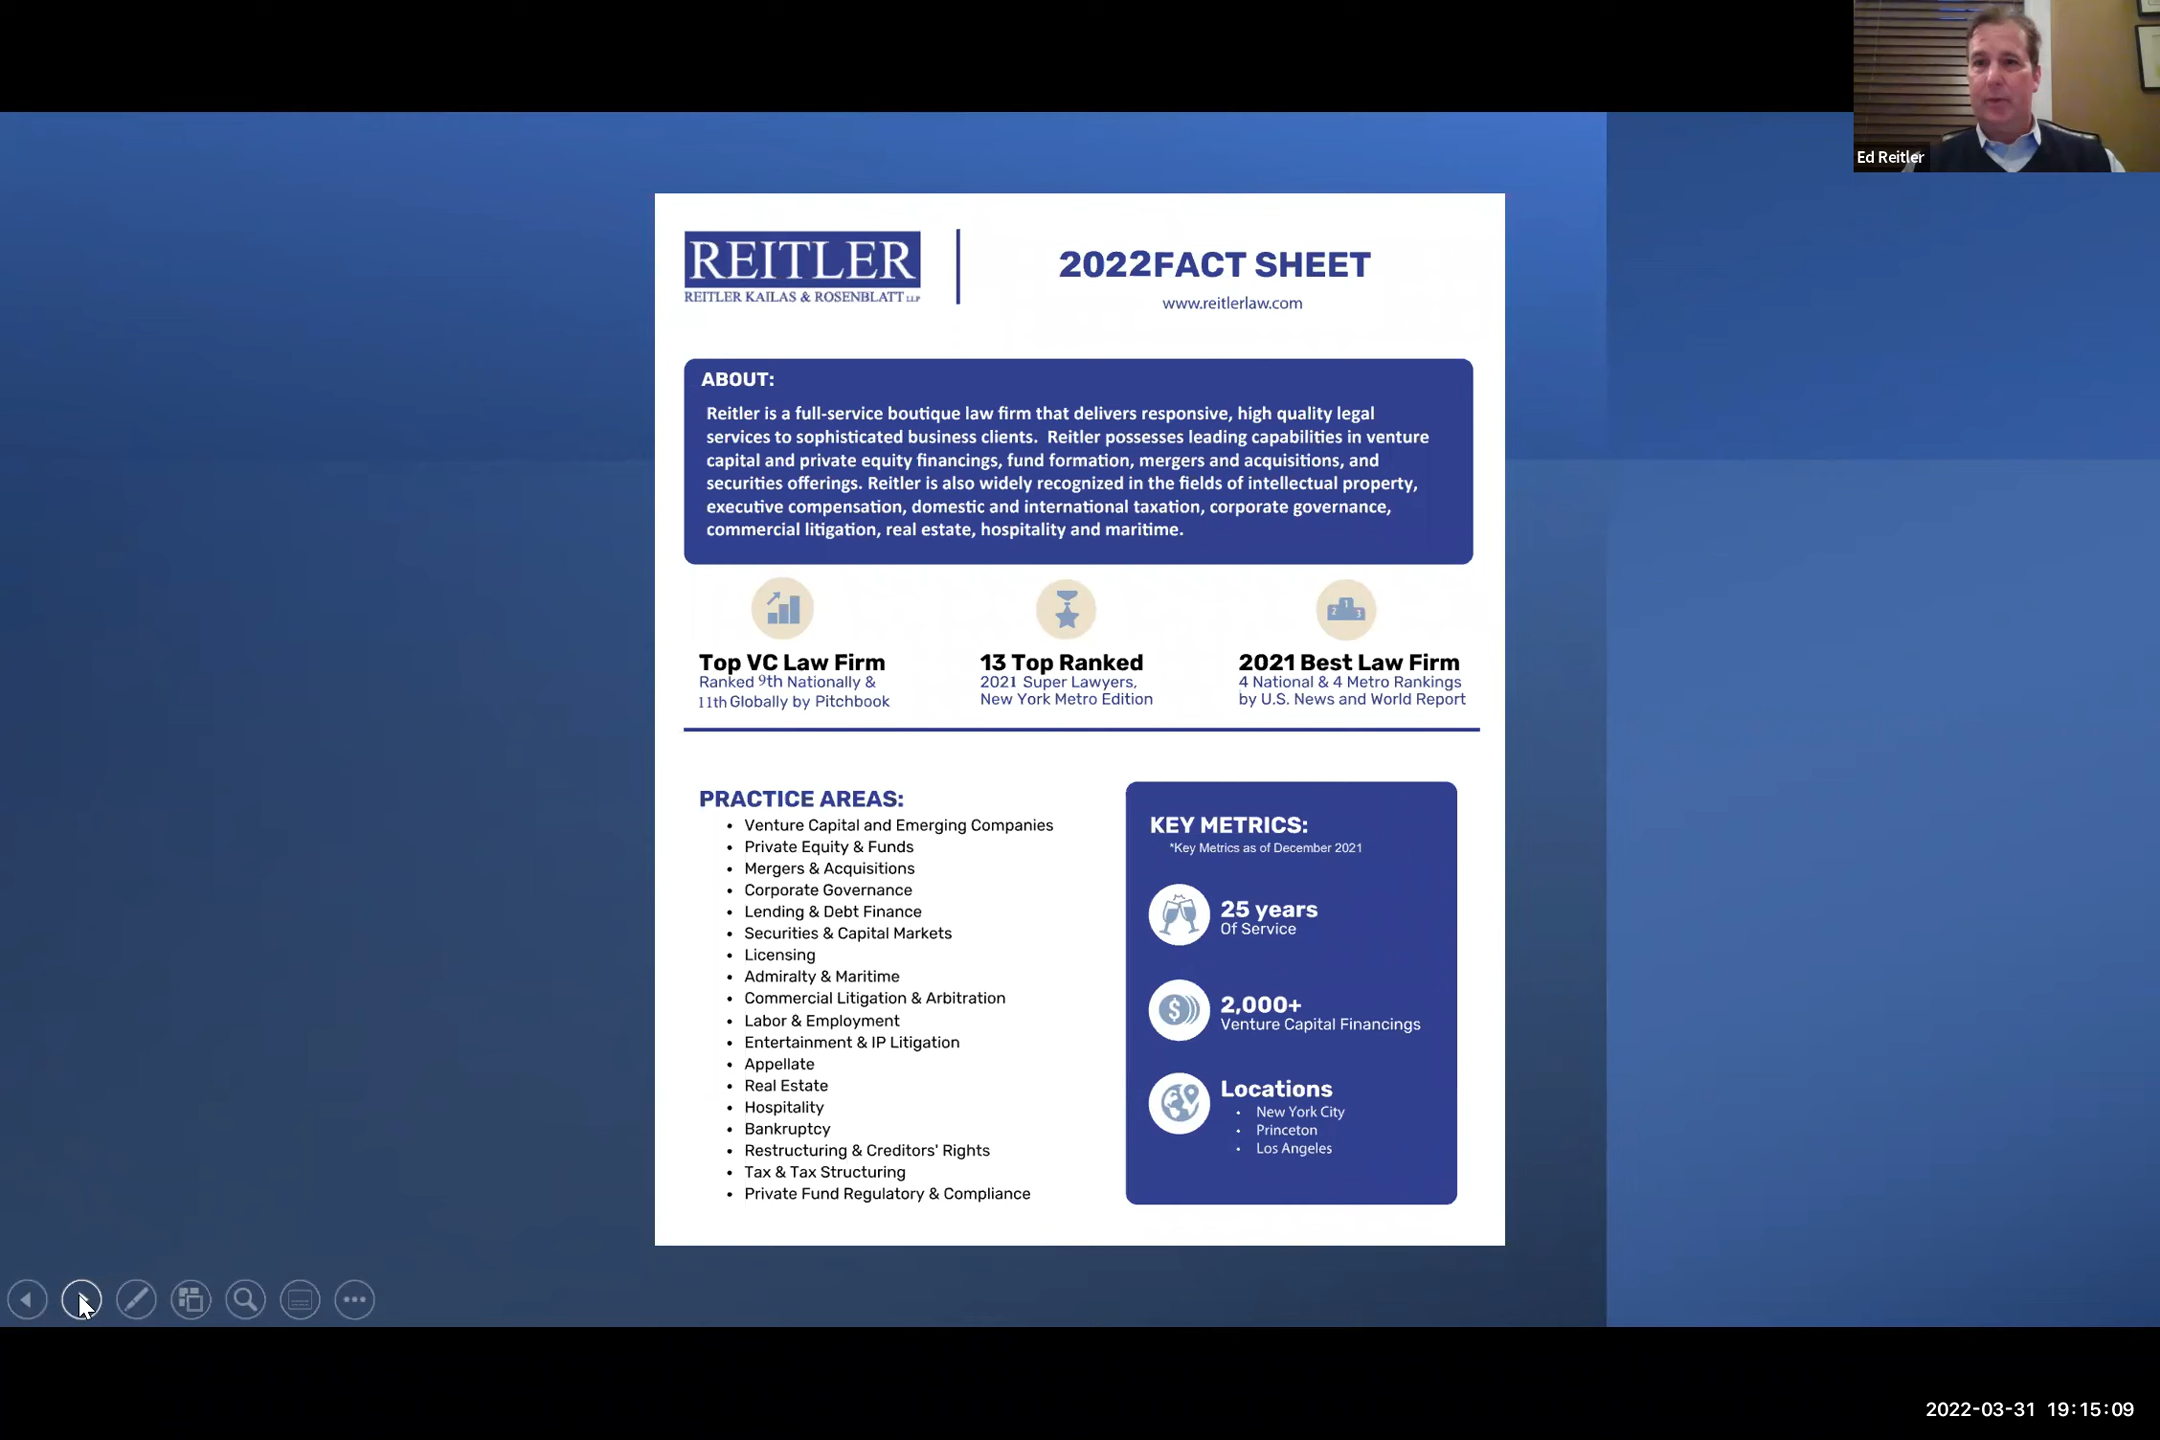 Ed Reitler
REITLER
REITLER KAILAS & ROSENBLATT LLP
2022FACT SHEET
www.reitlerlaw.com
ABOUT:
Reitler is a full-service boutique law firm that delivers responsive, high quality legal
services to sophisticated business clients.  Reitler possesses leading capabilities in venture
capital and private equity financings, fund formation, mergers and acquisitions, and
securities offerings. Reitler is also widely recognized in the fields of intellectual property,
executive compensation, domestic and international taxation, corporate governance,
commercial litigation, real estate, hospitality and maritime.
2 1 3
Top VC Law Firm
Ranked 9th Nationally &
11th Globally by Pitchbook
13 Top Ranked
2021 Super Lawyers,
New York Metro Edition
2021 Best Law Firm
4 National & 4 Metro Rankings
by U.S. News and World Report
PRACTICE AREAS:
• Venture Capital and Emerging Companies
• Private Equity & Funds
• Mergers & Acquisitions
• Corporate Governance
• Lending & Debt Finance
• Securities & Capital Markets
• Licensing
• Admiralty & Maritime
• Commercial Litigation & Arbitration
• Labor & Employment
• Entertainment & IP Litigation
• Appellate
• Real Estate
• Hospitality
• Bankruptcy
• Restructuring & Creditors' Rights
• Tax & Tax Structuring
• Private Fund Regulatory & Compliance
KEY METRICS:
*Key Metrics as of December 2021
25 years
Of Service
$
2,000+
Venture Capital Financings
Locations
• New York City
• Princeton
• Los Angeles
2022-03-31 19:15:09